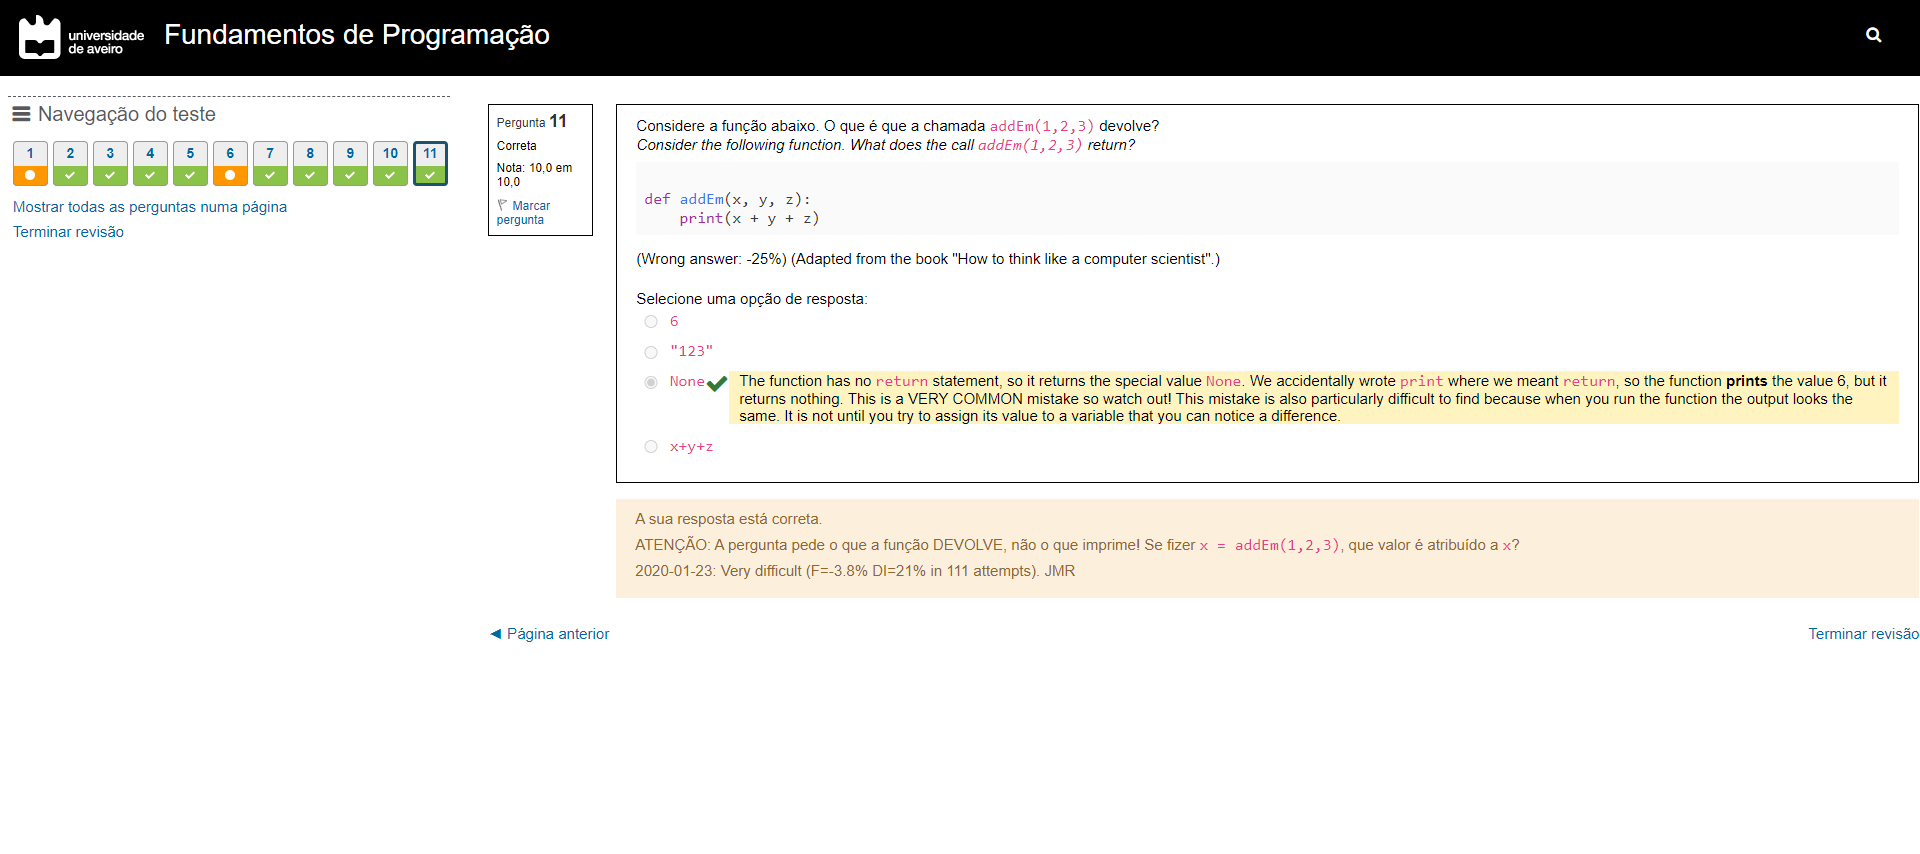 universidade
de aveiro
Fundamentos de Programação
Navegação do teste
1 2 3 4 5 6 7 8 9 10 11
Mostrar todas as perguntas numa página
Terminar revisão
Pergunta 11
Correta
Nota: 10,0 em
10,0
Marcar
pergunta
Considere a função abaixo. O que é que a chamada addEm(1,2,3) devolve?
Consider the following function. What does the call addEm(1,2,3) return?
def addEm(x, y, z):
    print(x + y + z)
(Wrong answer: -25%) (Adapted from the book "How to think like a computer scientist".)
Selecione uma opção de resposta:
6
"123"
None
The function has no return statement, so it returns the special value None. We accidentally wrote print where we meant return, so the function prints the value 6, but it
returns nothing. This is a VERY COMMON mistake so watch out! This mistake is also particularly difficult to find because when you run the function the output looks the
same. It is not until you try to assign its value to a variable that you can notice a difference.
x+y+z
A sua resposta está correta.
ATENÇÃO: A pergunta pede o que a função DEVOLVE, não o que imprime! Se fizer x = addEm(1,2,3), que valor é atribuído a x?
2020-01-23: Very difficult (F=-3.8% DI=21% in 111 attempts). JMR
◄ Página anterior
Terminar revisão